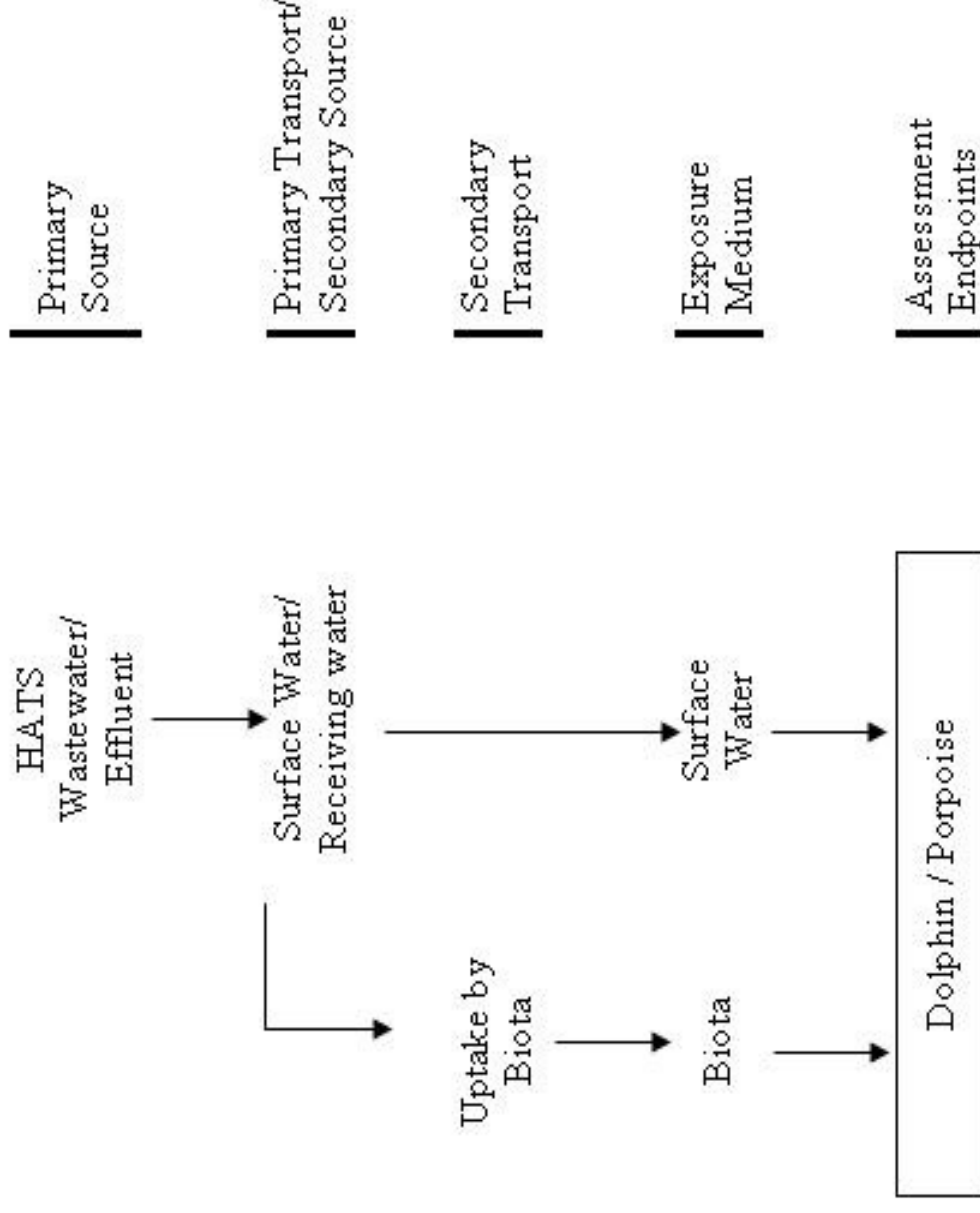 HATS
Wastewater/
Effluent
Primary
Source
Surface Water/
Receiving water
Primary Transport/
Secondary Source
Uptake by
Biota
Secondary
Transport
Biota
Surface
Water
Exposure
Medium
Dolphin / Porpoise
Assessment
Endpoints